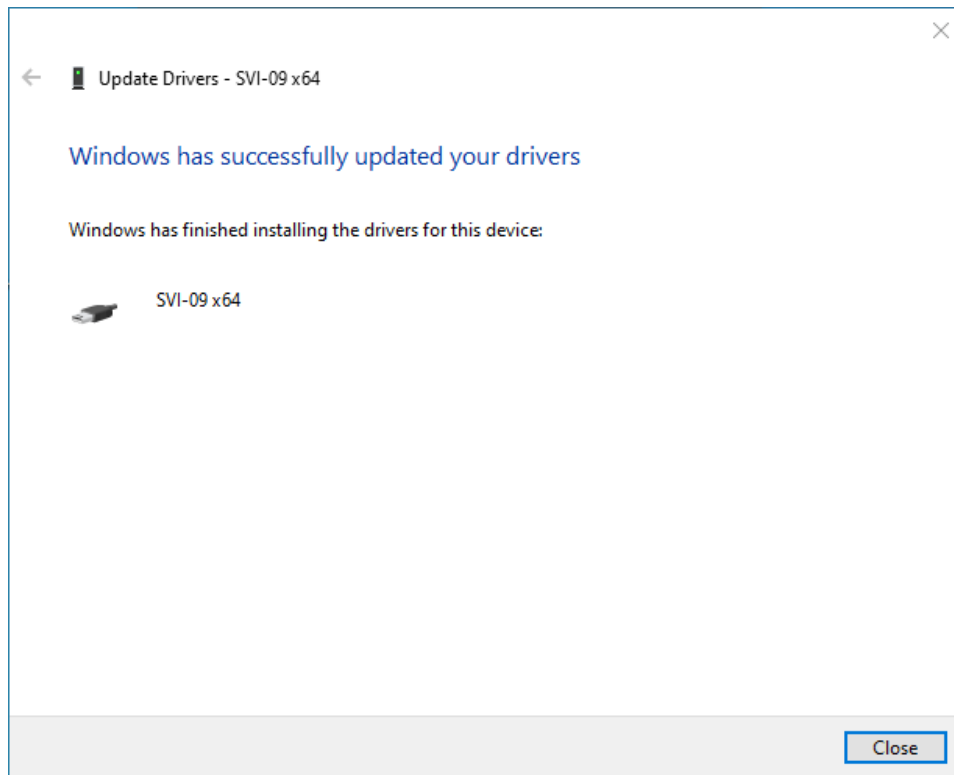 Update Drivers - SVI-09 x64
Windows has successfully updated your drivers
Windows has finished installing the drivers for this device:
SVI-09 x64
Close